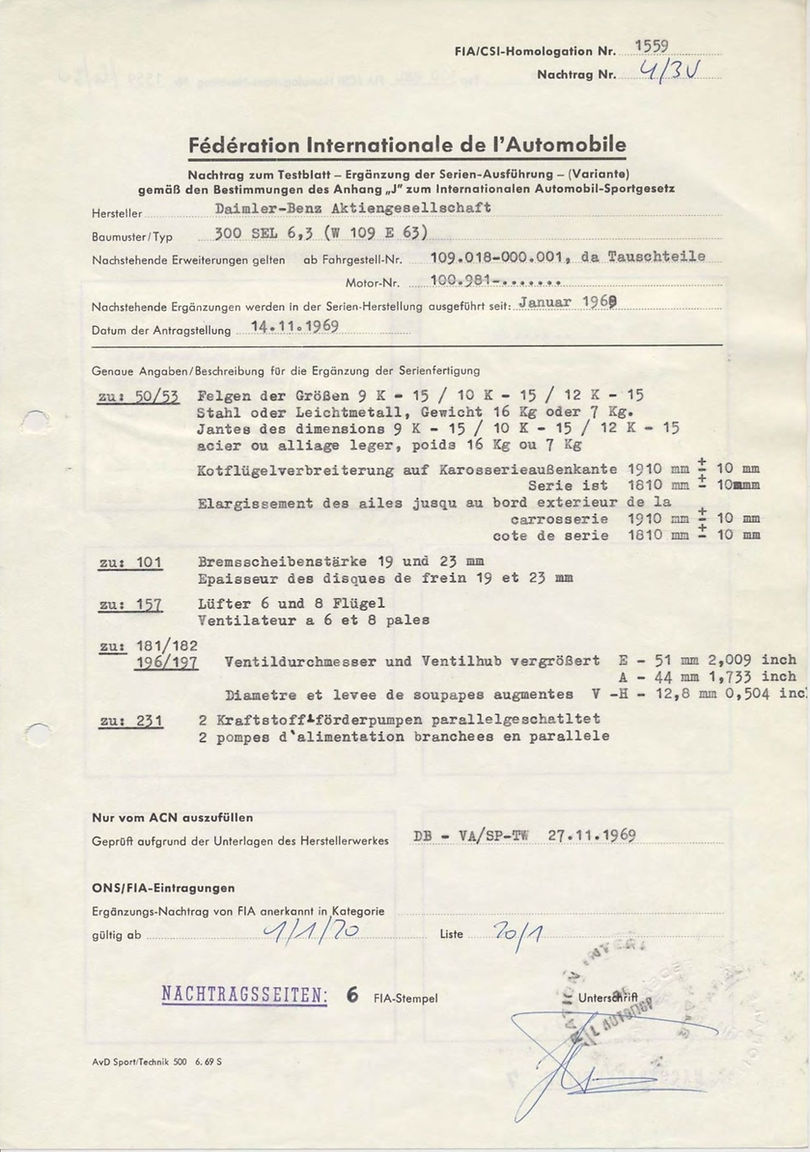 FIA/CSI-Homologation Nr. 1559
Nachtrag Nr. 4/3V
Fédération Internationale de l'Automobile
Nachtrag zum Testblatt – Ergänzung der Serien-Ausführung – (Variante)
gemäß den Bestimmungen des Anhang „J" zum Internationalen Automobil-Sportgesetz
Hersteller Daimler-Benz Aktiengesellschaft
Baumuster/Typ 300 SEL 6,3 (W 109 E 63)
Nachstehende Erweiterungen gelten ab Fahrgestell-Nr. 109.018-000.001, da Tauschteile
Motor-Nr. 100.981-.......
Nachstehende Ergänzungen werden in der Serien-Herstellung ausgeführt seit: Januar 1969
Datum der Antragstellung 14.11.1969
Genaue Angaben/Beschreibung für die Ergänzung der Serienfertigung
zu: 50/53 Felgen der Größen 9 K - 15 / 10 K - 15 / 12 K - 15
Stahl oder Leichtmetall, Gewicht 16 Kg oder 7 Kg.
Jantes des dimensions 9 K - 15 / 10 K - 15 / 12 K - 15
acier ou alliage leger, poids 16 Kg ou 7 Kg
Kotflügelverbreiterung auf Karosserieaußenkante 1910 mm ± 10 mm
Serie ist 1810 mm ± 10mmm
Elargissement des ailes jusqu au bord exterieur de la
carrosserie 1910 mm ± 10 mm
cote de serie 1810 mm ± 10 mm
zu: 101 Bremsscheibenstärke 19 und 23 mm
Epaisseur des disques de frein 19 et 23 mm
zu: 157 Lüfter 6 und 8 Flügel
Ventilateur a 6 et 8 pales
zu: 181/182
196/197 Ventildurchmesser und Ventilhub vergrößert E - 51 mm 2,009 inch
A - 44 mm 1,733 inch
Diametre et levee de soupapes augmentes V -H - 12,8 mm 0,504 inc
zu: 231 2 Kraftstoff-förderpumpen parallelgeschatltet
2 pompes d'alimentation branchees en parallele
Nur vom ACN auszufüllen
Geprüft aufgrund der Unterlagen des Herstellerwerkes DB - VA/SP-TW 27.11.1969
ONS/FIA-Eintragungen
Ergänzungs-Nachtrag von FIA anerkannt in Kategorie
gültig ab 1/1/70 Liste 70/1
NACHTRAGSSEITEN: 6 FIA-Stempel Unterschrift
AvD Sport/Technik 500 6.69 S